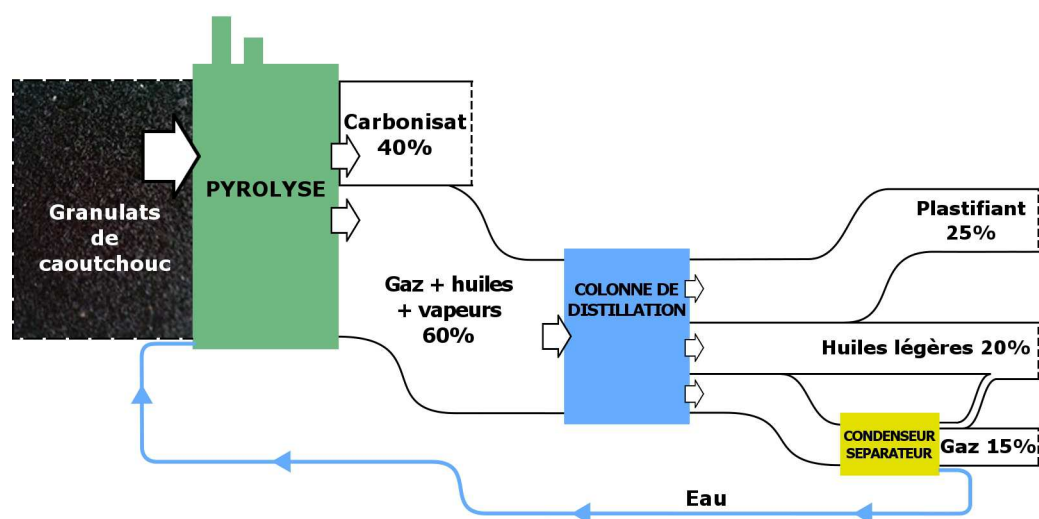 Granulats
de
caoutchouc
PYROLYSE
Carbonisat
40%
Gaz + huiles
+ vapeurs
60%
COLONNE DE
DISTILLATION
Plastifiant
25%
Huiles légères 20%
CONDENSEUR
SEPARATEUR
Gaz 15%
Eau